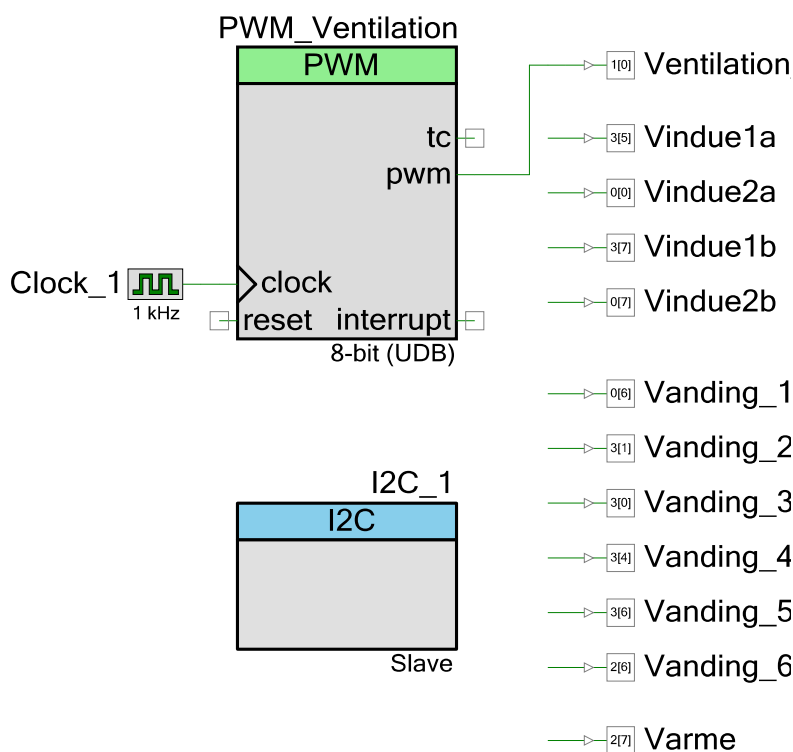 PWM_Ventilation
PWM
tc
pwm
Clock_1
1 kHz
clock
reset
interrupt
8-bit (UDB)
I2C_1
I2C
Slave
1[0] Ventilation_
3[5] Vindue1a
0[0] Vindue2a
3[7] Vindue1b
0[7] Vindue2b
0[6] Vanding_1
3[1] Vanding_2
3[0] Vanding_3
3[4] Vanding_4
3[6] Vanding_5
2[6] Vanding_6
2[7] Varme